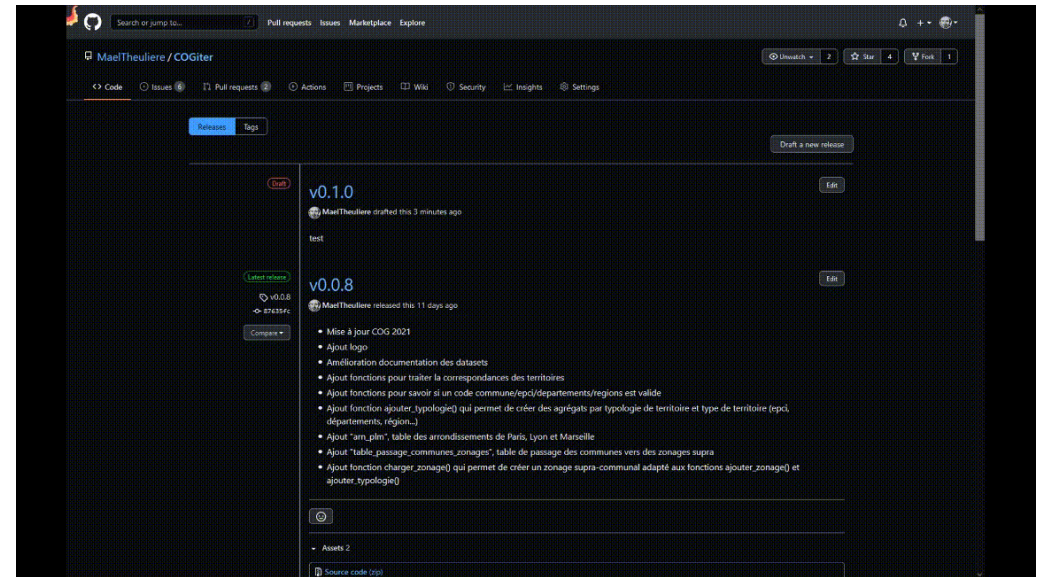 Search or jump to... /
Pull requests Issues Marketplace Explore
MaelTheuliere / COGiter
Unwatch 2 Star 4 Fork 1
Code Issues 6 Pull requests 2 Actions Projects Wiki Security Insights Settings
Releases Tags
Draft a new release
Draft
v0.1.0
Edit
MaelTheuliere drafted this 3 minutes ago
test
Latest release
v0.0.8
Edit
v0.0.8
MaelTheuliere released this 11 days ago
87635fc
Compare
• Mise à jour COG 2021
• Ajout logo
• Amélioration documentation des datasets
• Ajout fonctions pour traiter la correspondances des territoires
• Ajout fonctions pour savoir si un code commune/epci/departements/regions est valide
• Ajout fonction ajouter_typologie() qui permet de créer des agrégats par typologie de territoire et type de territoire (epci,
départements, région...)
• Ajout "arn_plm", table des arrondissements de Paris, Lyon et Marseille
• Ajout "table_passage_communes_zonages", table de passage des communes vers des zonages supra
• Ajout fonction charger_zonage() qui permet de créer un zonage supra-communal adapté aux fonctions ajouter_zonage() et
ajouter_typologie()
Assets 2
Source code (zip)